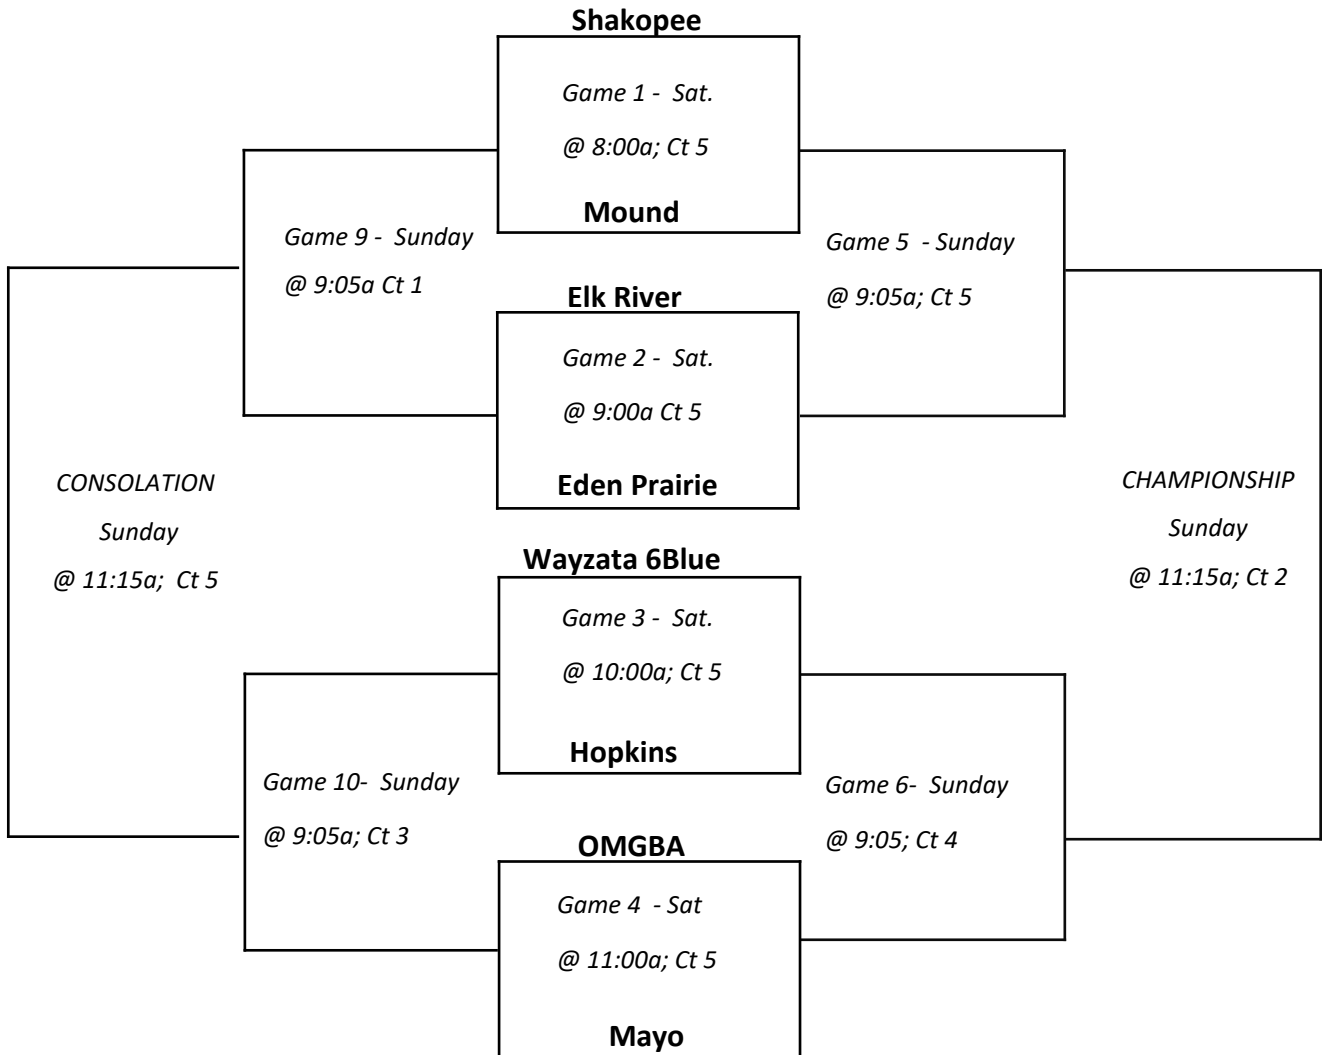 Shakopee
Game 1 - Sat.
@ 8:00a; Ct 5
Mound
Game 9 - Sunday
@ 9:05a Ct 1
Game 5 - Sunday
@ 9:05a; Ct 5
Elk River
Game 2 - Sat.
@ 9:00a Ct 5
Eden Prairie
CONSOLATION
Sunday
@ 11:15a; Ct 5
CHAMPIONSHIP
Sunday
@ 11:15a; Ct 2
Wayzata 6Blue
Game 3 - Sat.
@ 10:00a; Ct 5
Hopkins
Game 10- Sunday
@ 9:05a; Ct 3
Game 6- Sunday
@ 9:05; Ct 4
OMGBA
Game 4 - Sat
@ 11:00a; Ct 5
Mayo